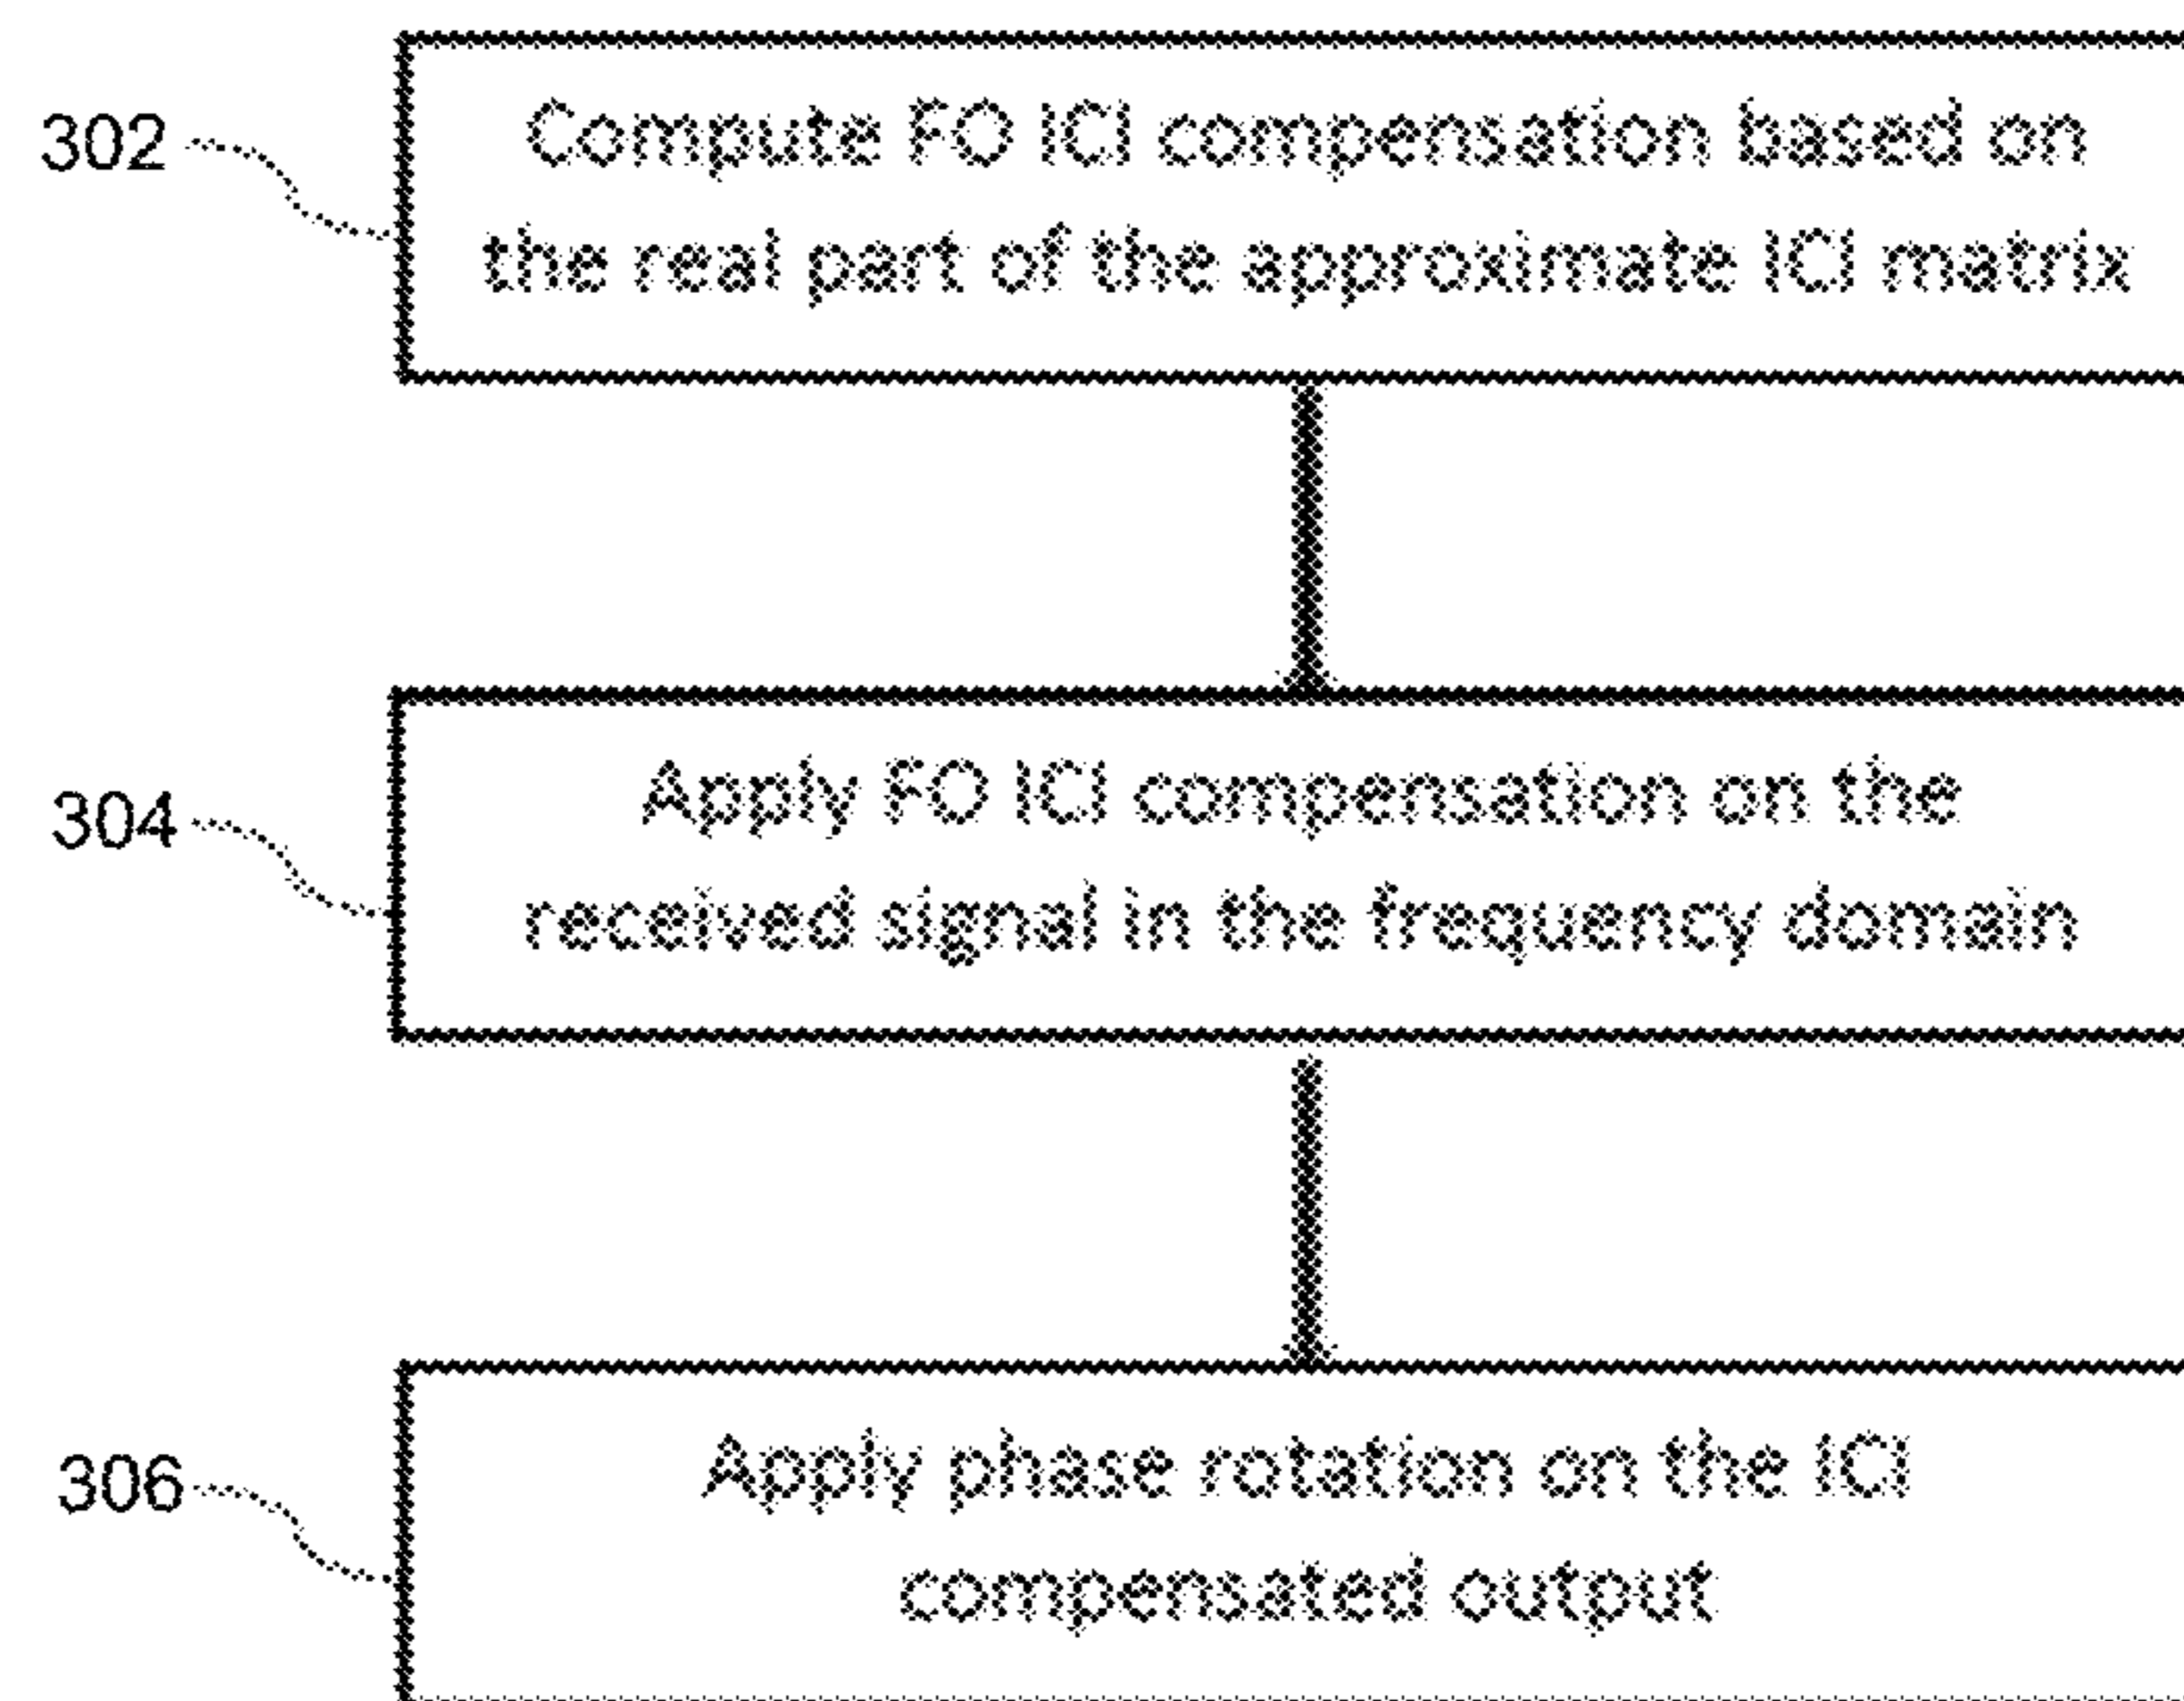 302
Compute FO ICI compensation based on
the real part of the approximate ICI matrix
304
Apply FO ICI compensation on the
received signal in the frequency domain
306
Apply phase rotation on the ICI
compensated output